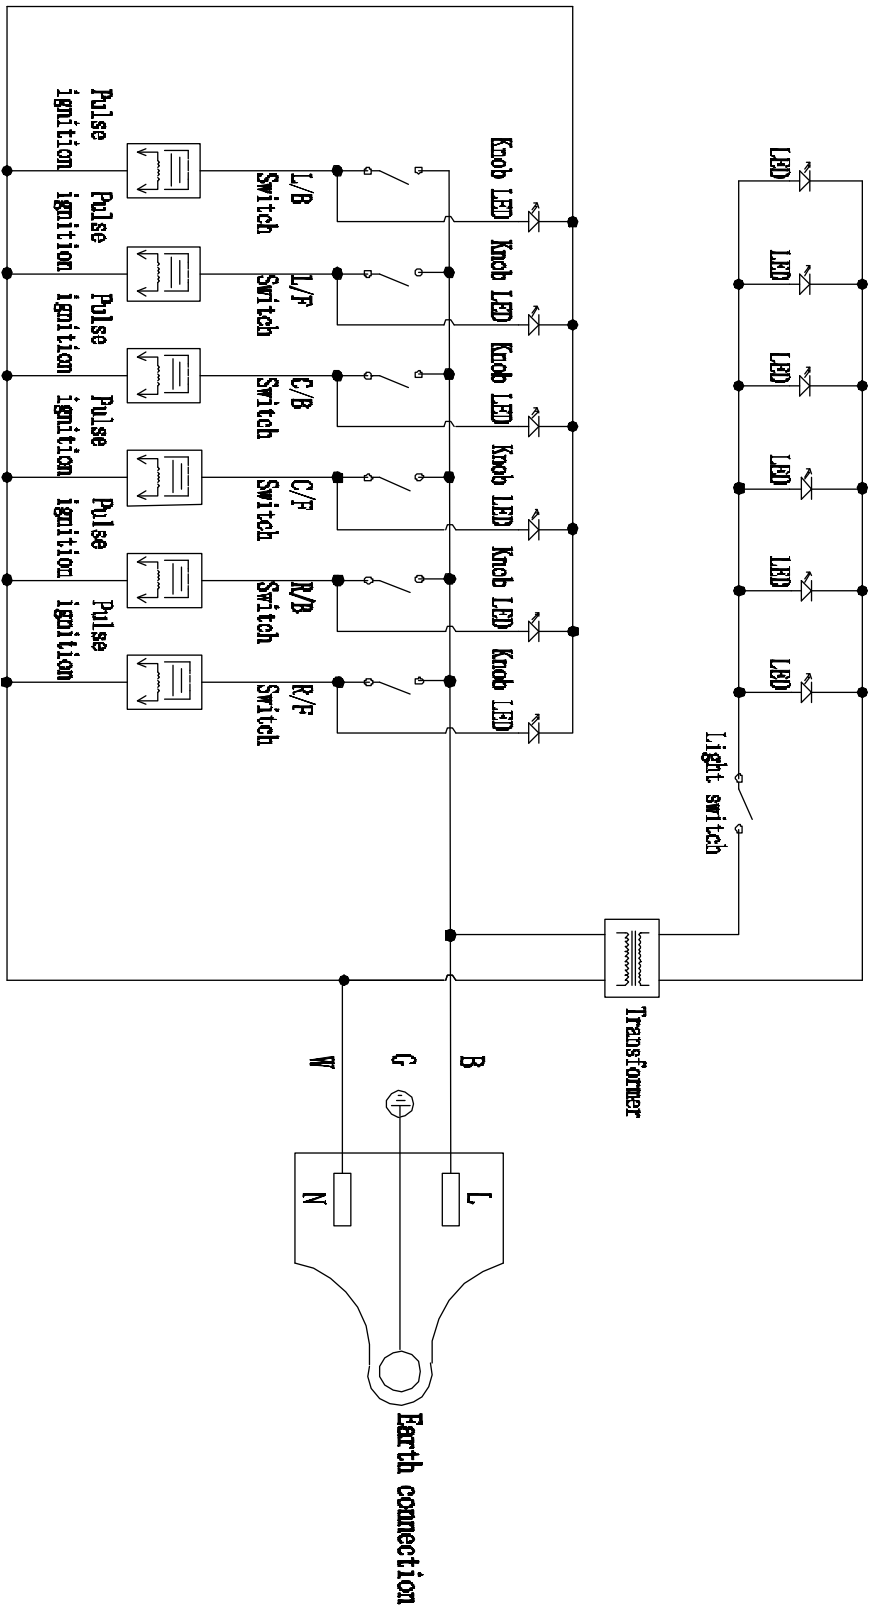 LED
LED
LED
LED
LED
LED
Light switch
Transformer
Knob LED
Knob LED
Knob LED
Knob LED
Knob LED
Knob LED
B
L
G
Earth connection
W
N
L/B
Switch
L/F
Switch
C/B
Switch
C/F
Switch
R/B
Switch
R/F
Switch
Pulse
ignition
Pulse
ignition
Pulse
ignition
Pulse
ignition
Pulse
ignition
Pulse
ignition